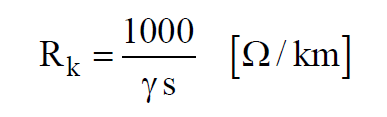 R_k = 1000 / γ s [Ω / km]